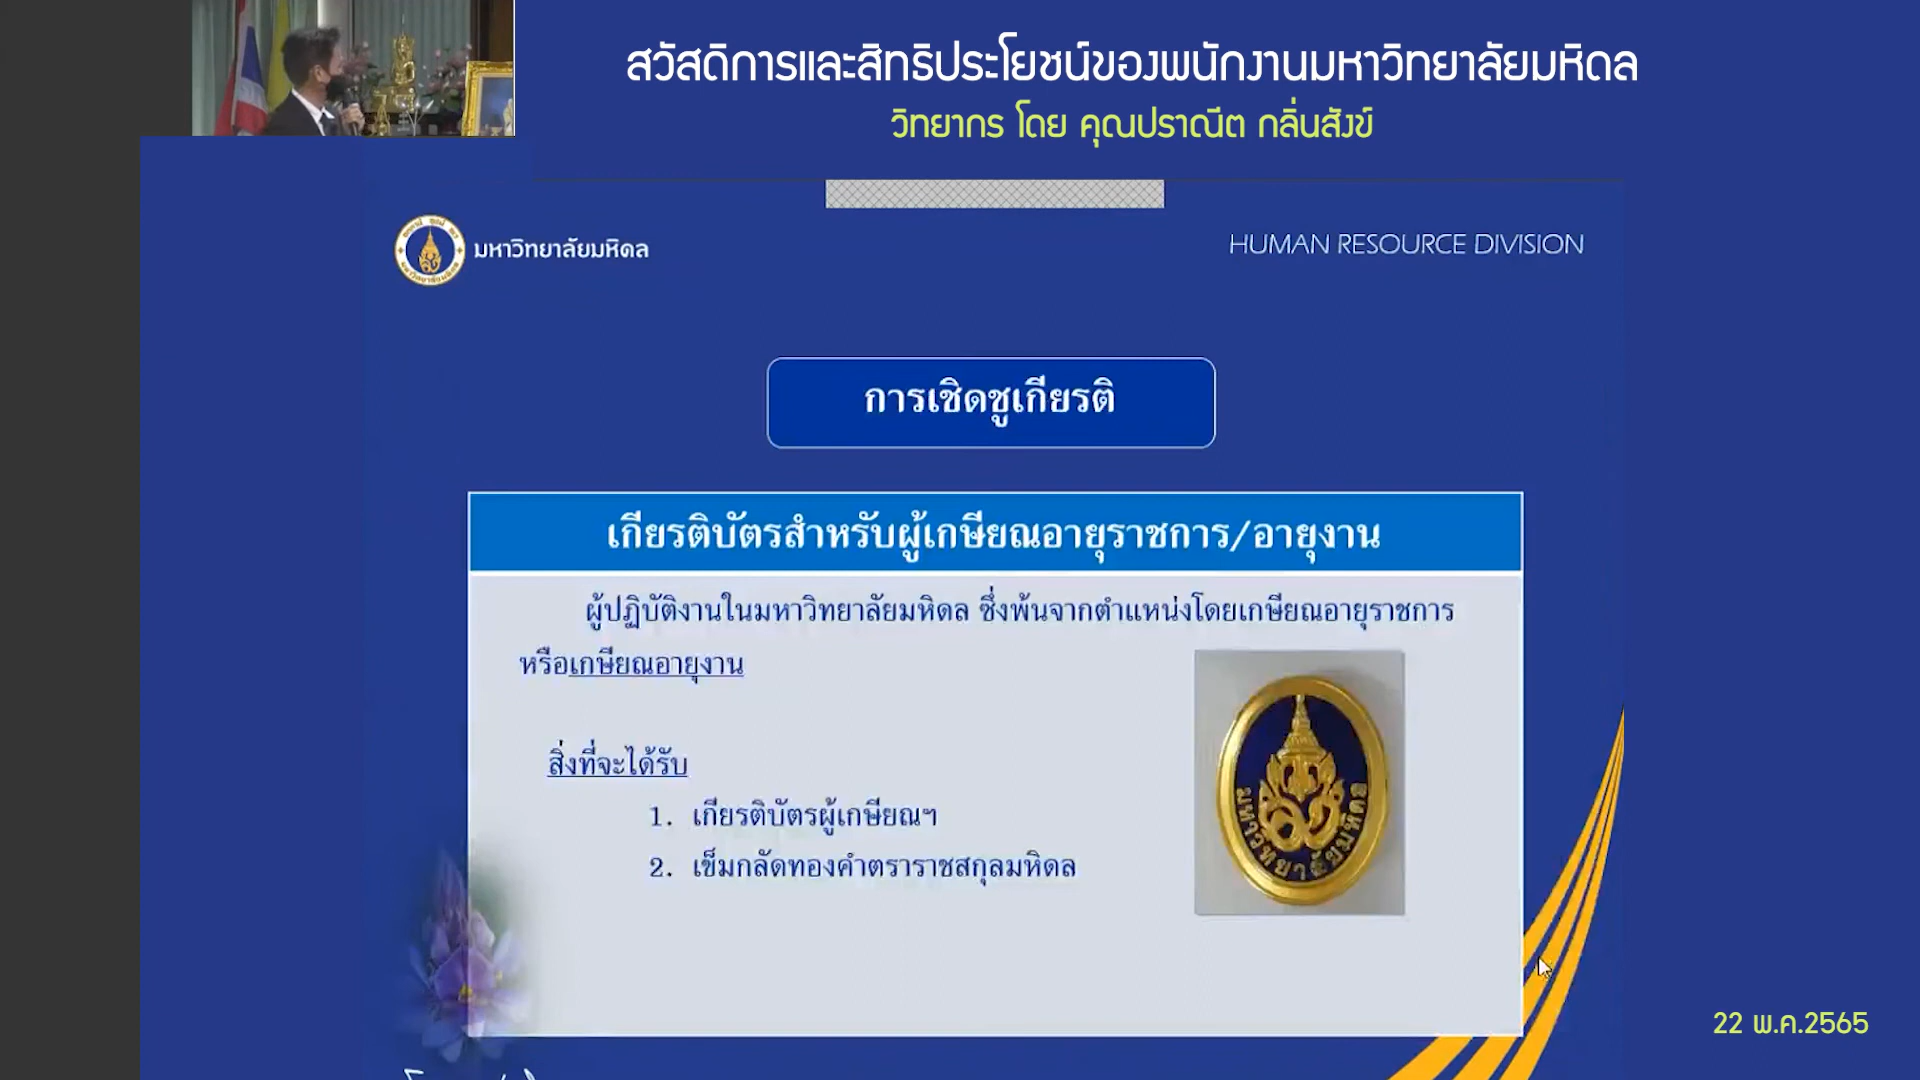 สวัสดิการและสิทธิประโยชน์ของพนักงานมหาวิทยาลัยมหิดล
วิทยากร โดย คุณปราณีต กลิ่นสังข์
มหาวิทยาลัยมหิดล
HUMAN RESOURCE DIVISION
การเชิดชูเกียรติ
เกียรติบัตรสำหรับผู้เกษียณอายุราชการ/อายุงาน
ผู้ปฏิบัติงานในมหาวิทยาลัยมหิดล ซึ่งพ้นจากตำแหน่งโดยเกษียณอายุราชการ
หรือเกษียณอายุงาน
สิ่งที่จะได้รับ
1. เกียรติบัตรผู้เกษียณฯ
2. เข็มกลัดทองคำตราราชสกุลมหิดล
มหาวิทยาลัยมหิดล
22 พ.ค.2565